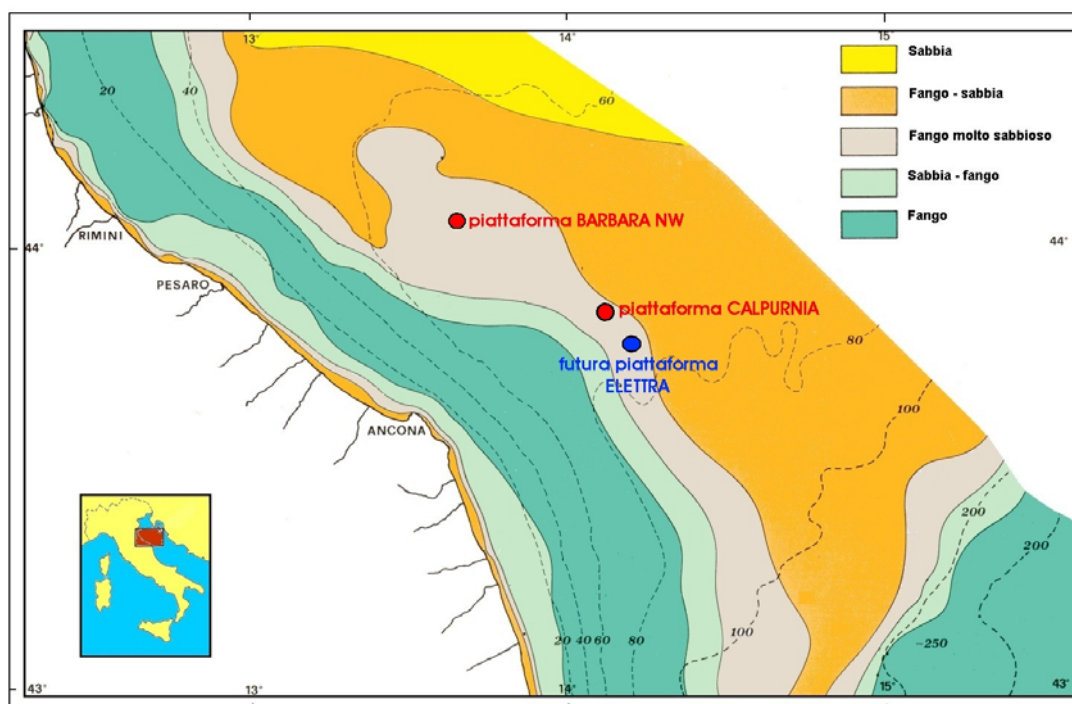 13°
14°
15°
Sabbia
Fango - sabbia
Fango molto sabbioso
Sabbia - fango
Fango
20
40
60
piattaforma BARBARA NW
RIMINI
44°
44°
PESARO
piattaforma CALPURNIA
futura piattaforma
ELETTRA
80
100
ANCONA
200
200
100
20
40
60
80
-250
43°
13°
14°
15°
43°